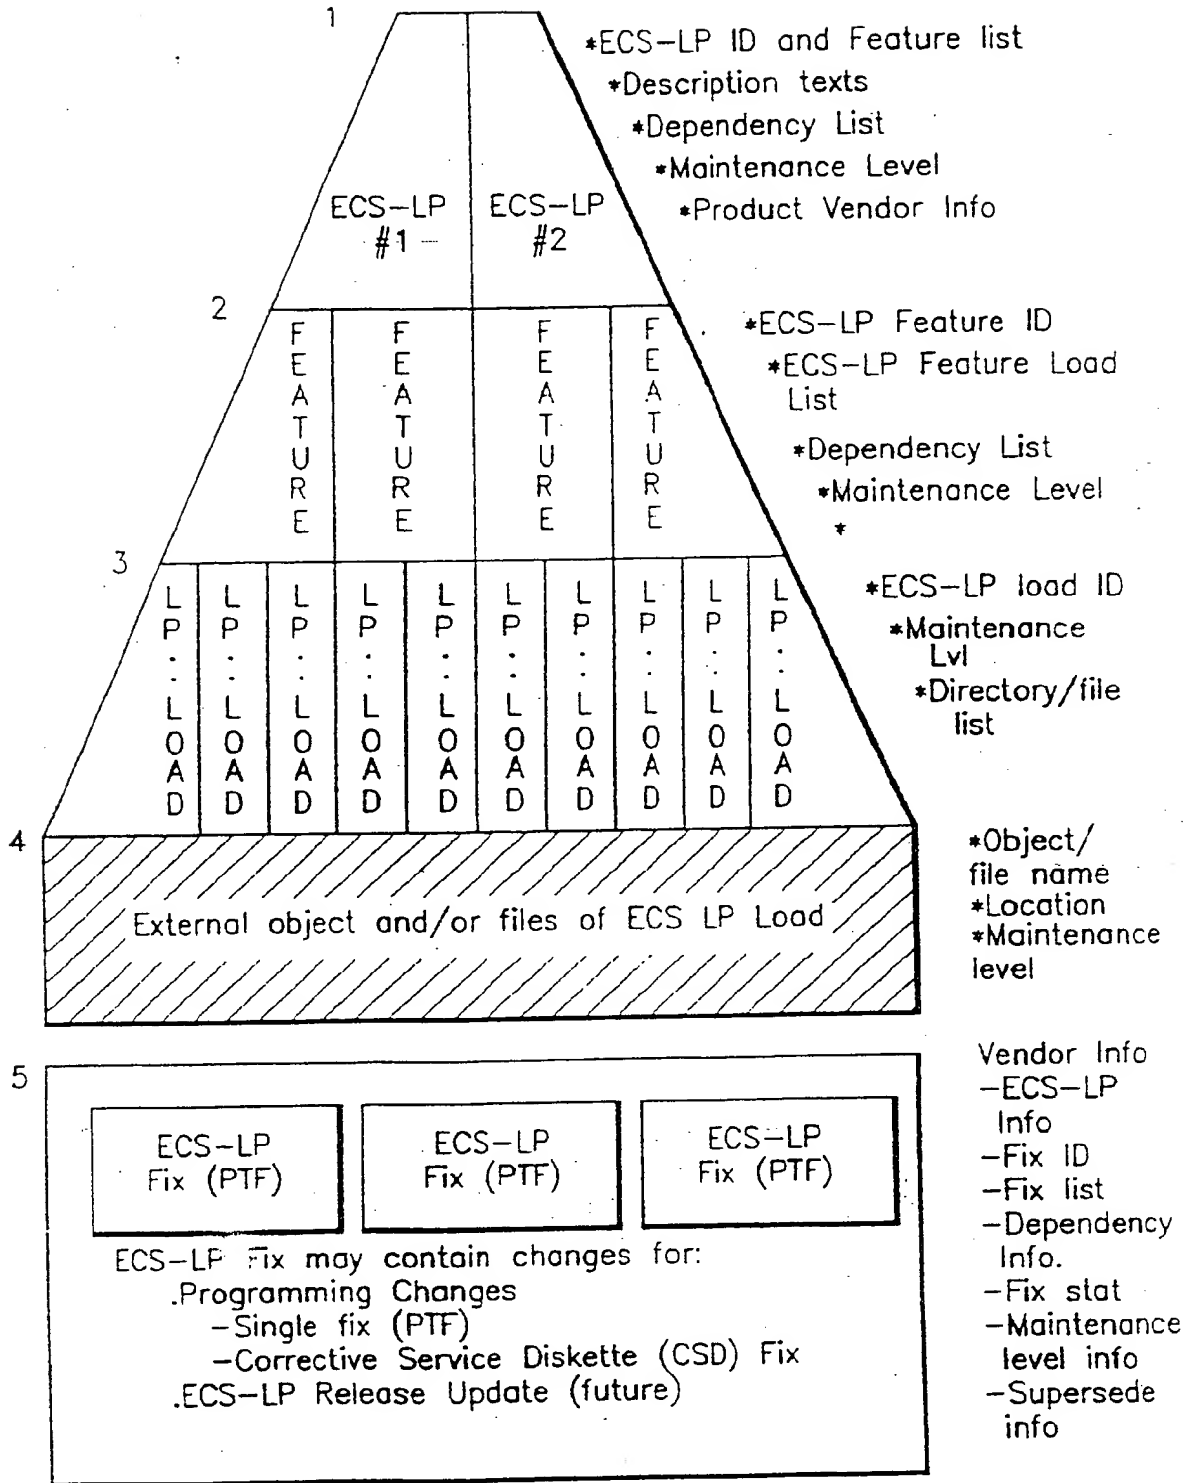 1
*ECS-LP ID and Feature list
*Description texts
*Dependency List
*Maintenance Level
*Product Vendor Info
ECS-LP
#1
ECS-LP
#2
2
FEATURE
FEATURE
FEATURE
FEATURE
*ECS-LP Feature ID
*ECS-LP Feature Load
List
*Dependency List
*Maintenance Level
*
3
LP..LOAD
LP..LOAD
LP..LOAD
LP..LOAD
LP..LOAD
LP..LOAD
LP..LOAD
LP..LOAD
LP..LOAD
LP..LOAD
*ECS-LP load ID
*Maintenance
Lvl
*Directory/file
list
4
External object and/or files of ECS LP Load
*Object/
file name
*Location
*Maintenance
level
5
ECS-LP
Fix (PTF)
ECS-LP
Fix (PTF)
ECS-LP
Fix (PTF)
ECS-LP Fix may contain changes for:
.Programming Changes
-Single fix (PTF)
-Corrective Service Diskette (CSD) Fix
.ECS-LP Release Update (future)
Vendor Info
-ECS-LP
Info
-Fix ID
-Fix list
-Dependency
Info.
-Fix stat
-Maintenance
level info
-Supersede
info